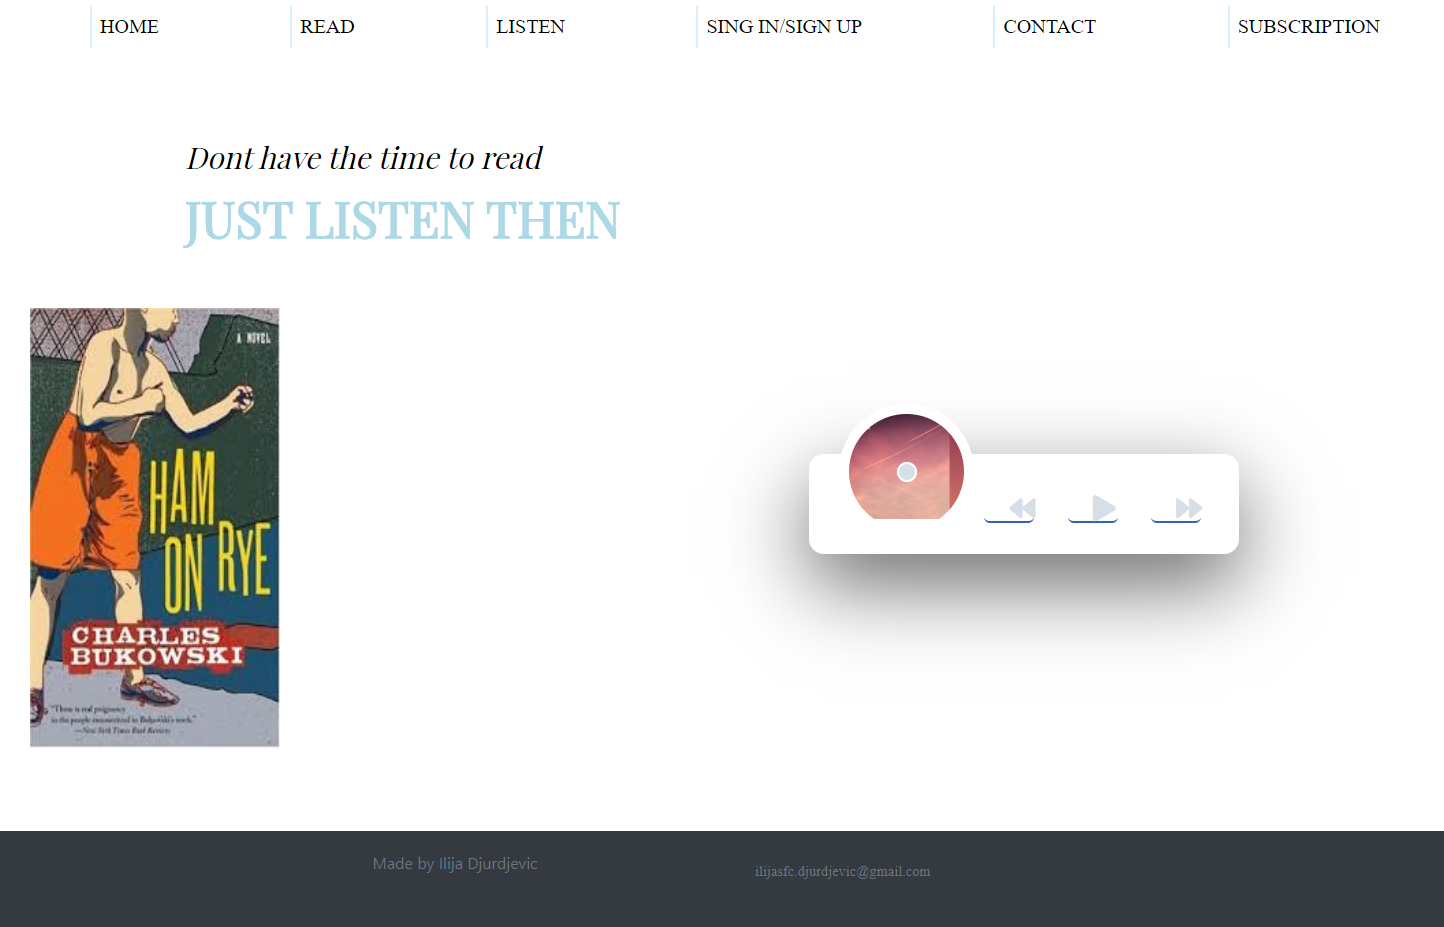 HOME READ LISTEN SING IN/SIGN UP CONTACT SUBSCRIPTION
Dont have the time to read
JUST LISTEN THEN
A NOVEL
HAM
ON RYE
CHARLES
BUKOWSKI
"There is real poignancy
in the people encountered in Bukowski's work."
—New York Times Book Review
Made by Ilija Djurdjevic
ilijasfc.djurdjevic@gmail.com